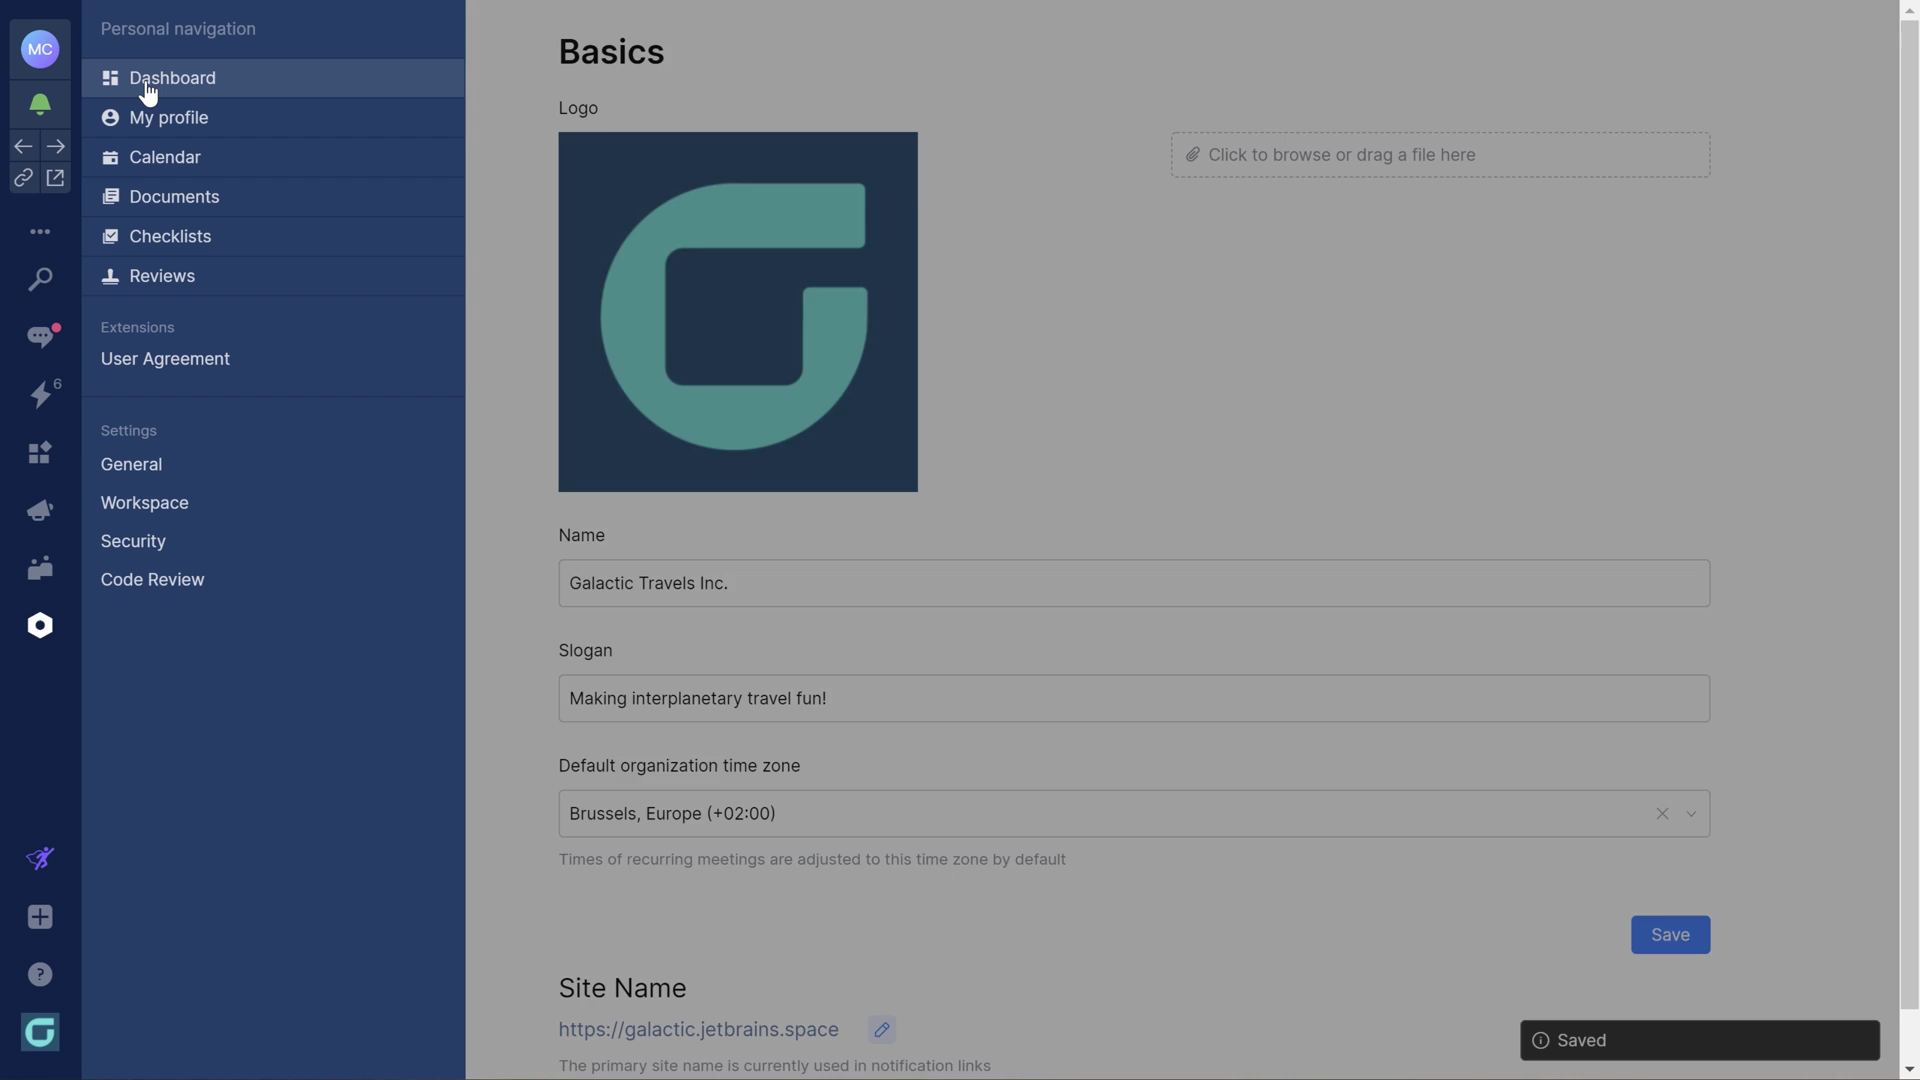 MC
Personal navigation
Dashboard
My profile
Calendar
Documents
Checklists
Reviews
Extensions
User Agreement
Settings
General
Workspace
Security
Code Review
6
Basics
Logo
Click to browse or drag a file here
Name
Galactic Travels Inc.
Slogan
Making interplanetary travel fun!
Default organization time zone
Brussels, Europe (+02:00)
Times of recurring meetings are adjusted to this time zone by default
Save
Site Name
https://galactic.jetbrains.space
The primary site name is currently used in notification links
Saved